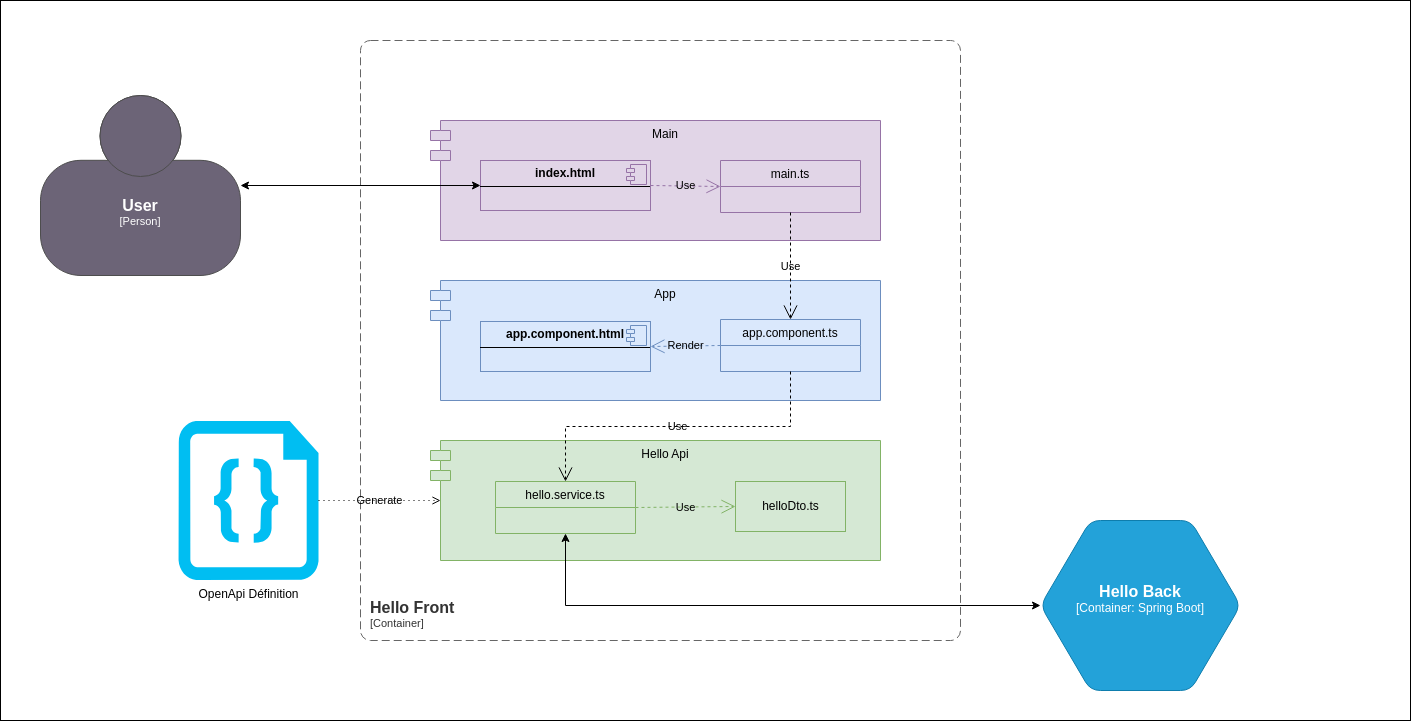 Main
index.html
Use
main.ts
User
[Person]
Use
App
app.component.html
Render
app.component.ts
Use
Hello Api
hello.service.ts
Use
helloDto.ts
{}
Generate
OpenApi Définition
Hello Front
[Container]
Hello Back
[Container: Spring Boot]